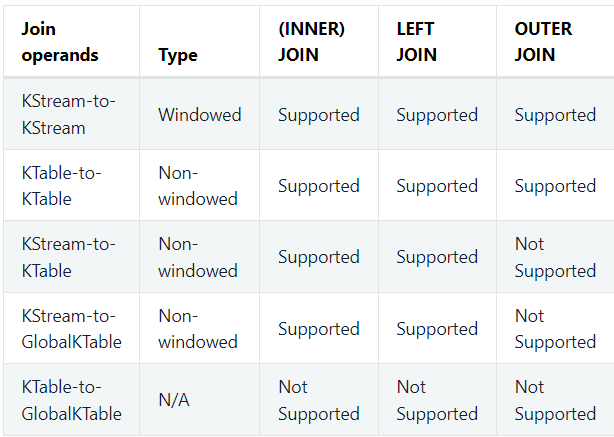 Join operands | Type | (INNER) JOIN | LEFT JOIN | OUTER JOIN
KStream-to-KStream | Windowed | Supported | Supported | Supported
KTable-to-KTable | Non-windowed | Supported | Supported | Supported
KStream-to-KTable | Non-windowed | Supported | Supported | Not Supported
KStream-to-GlobalKTable | Non-windowed | Supported | Supported | Not Supported
KTable-to-GlobalKTable | N/A | Not Supported | Not Supported | Not Supported